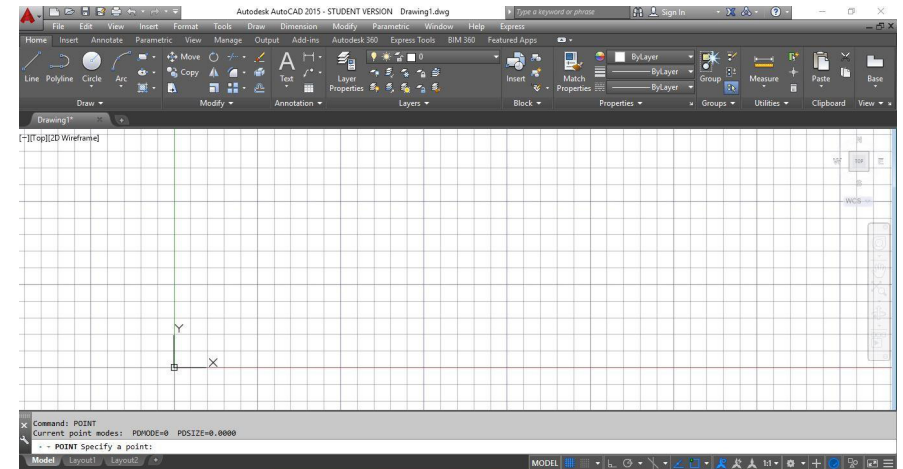 Autodesk AutoCAD 2015 - STUDENT VERSION Drawing1.dwg Type a keyword or phrase Sign In
File Edit View Insert Format Tools Draw Dimension Modify Parametric Window Help Express
Home Insert Annotate Parametric View Manage Output Add-ins Autodesk 360 Express Tools BIM 360 Featured Apps
Move 0 ByLayer
Line Polyline Circle Arc Copy Text Layer Properties Insert Match Properties ByLayer Group Measure Paste Base
ByLayer
Draw Modify Annotation Layers Block Properties Groups Utilities Clipboard View
Drawing1*
[−][Top][2D Wireframe]
N
W TOP E
S
WCS
Y
X
Command: POINT
Current point modes: PDMODE=0 PDSIZE=0.0000
POINT Specify a point:
Model Layout1 Layout2 + MODEL 1:1